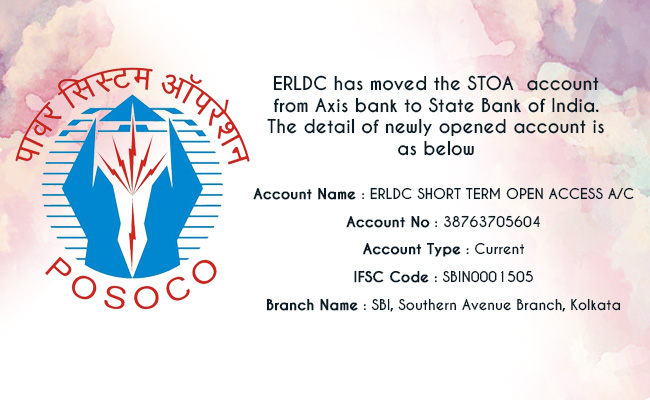 पावर सिस्टम ऑपरेशन
POSOCO
ERLDC has moved the STOA account
from Axis bank to State Bank of India.
The detail of newly opened account is
as below
Account Name : ERLDC SHORT TERM OPEN ACCESS A/C
Account No : 38763705604
Account Type : Current
IFSC Code : SBIN0001505
Branch Name : SBI, Southern Avenue Branch, Kolkata